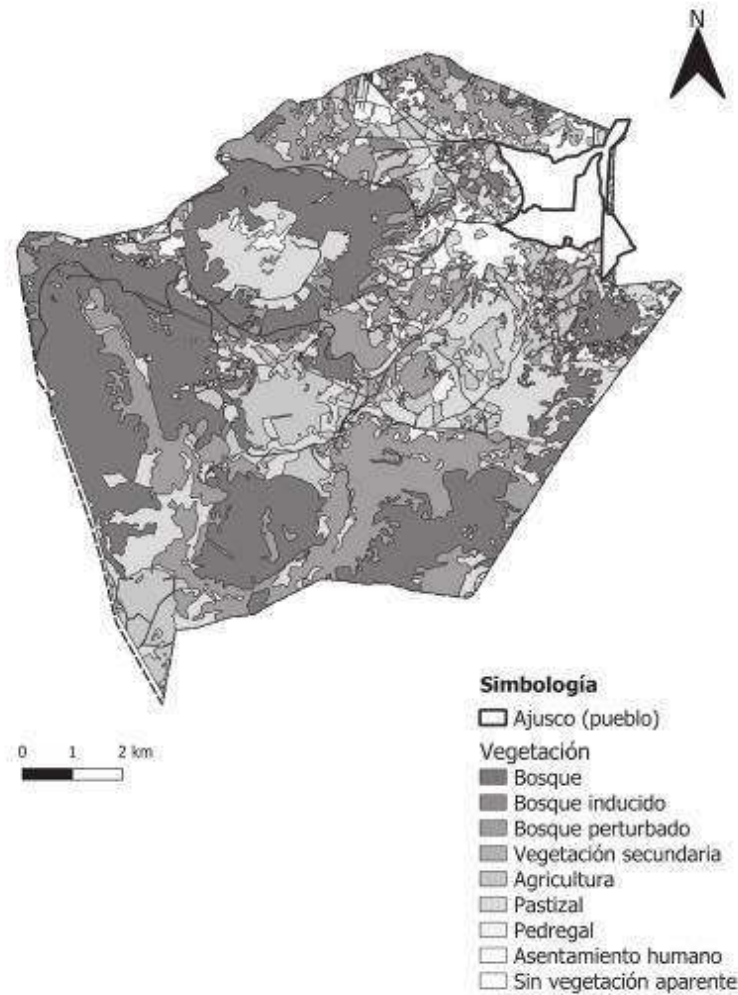 N
0 1 2 km
Simbología
Ajusco (pueblo)
Vegetación
Bosque
Bosque inducido
Bosque perturbado
Vegetación secundaria
Agricultura
Pastizal
Pedregal
Asentamiento humano
Sin vegetación aparente